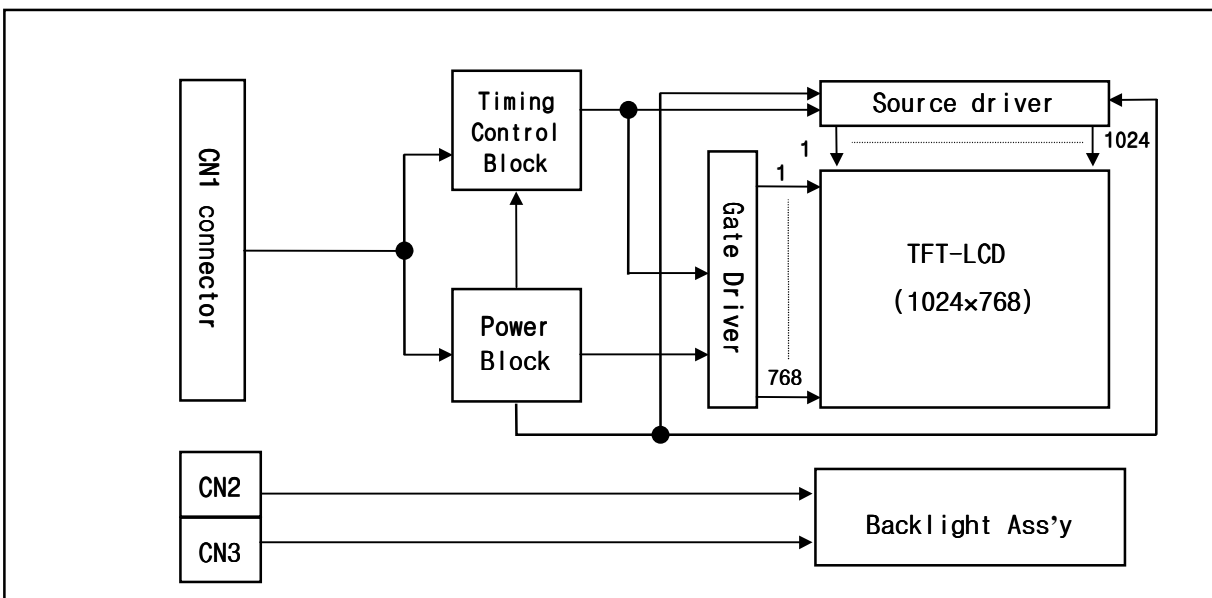 CN1 connector
Timing
Control
Block
Power
Block
Source driver
1
1024
Gate Driver
1
768
TFT-LCD
(1024×768)
CN2
CN3
Backlight Ass’y